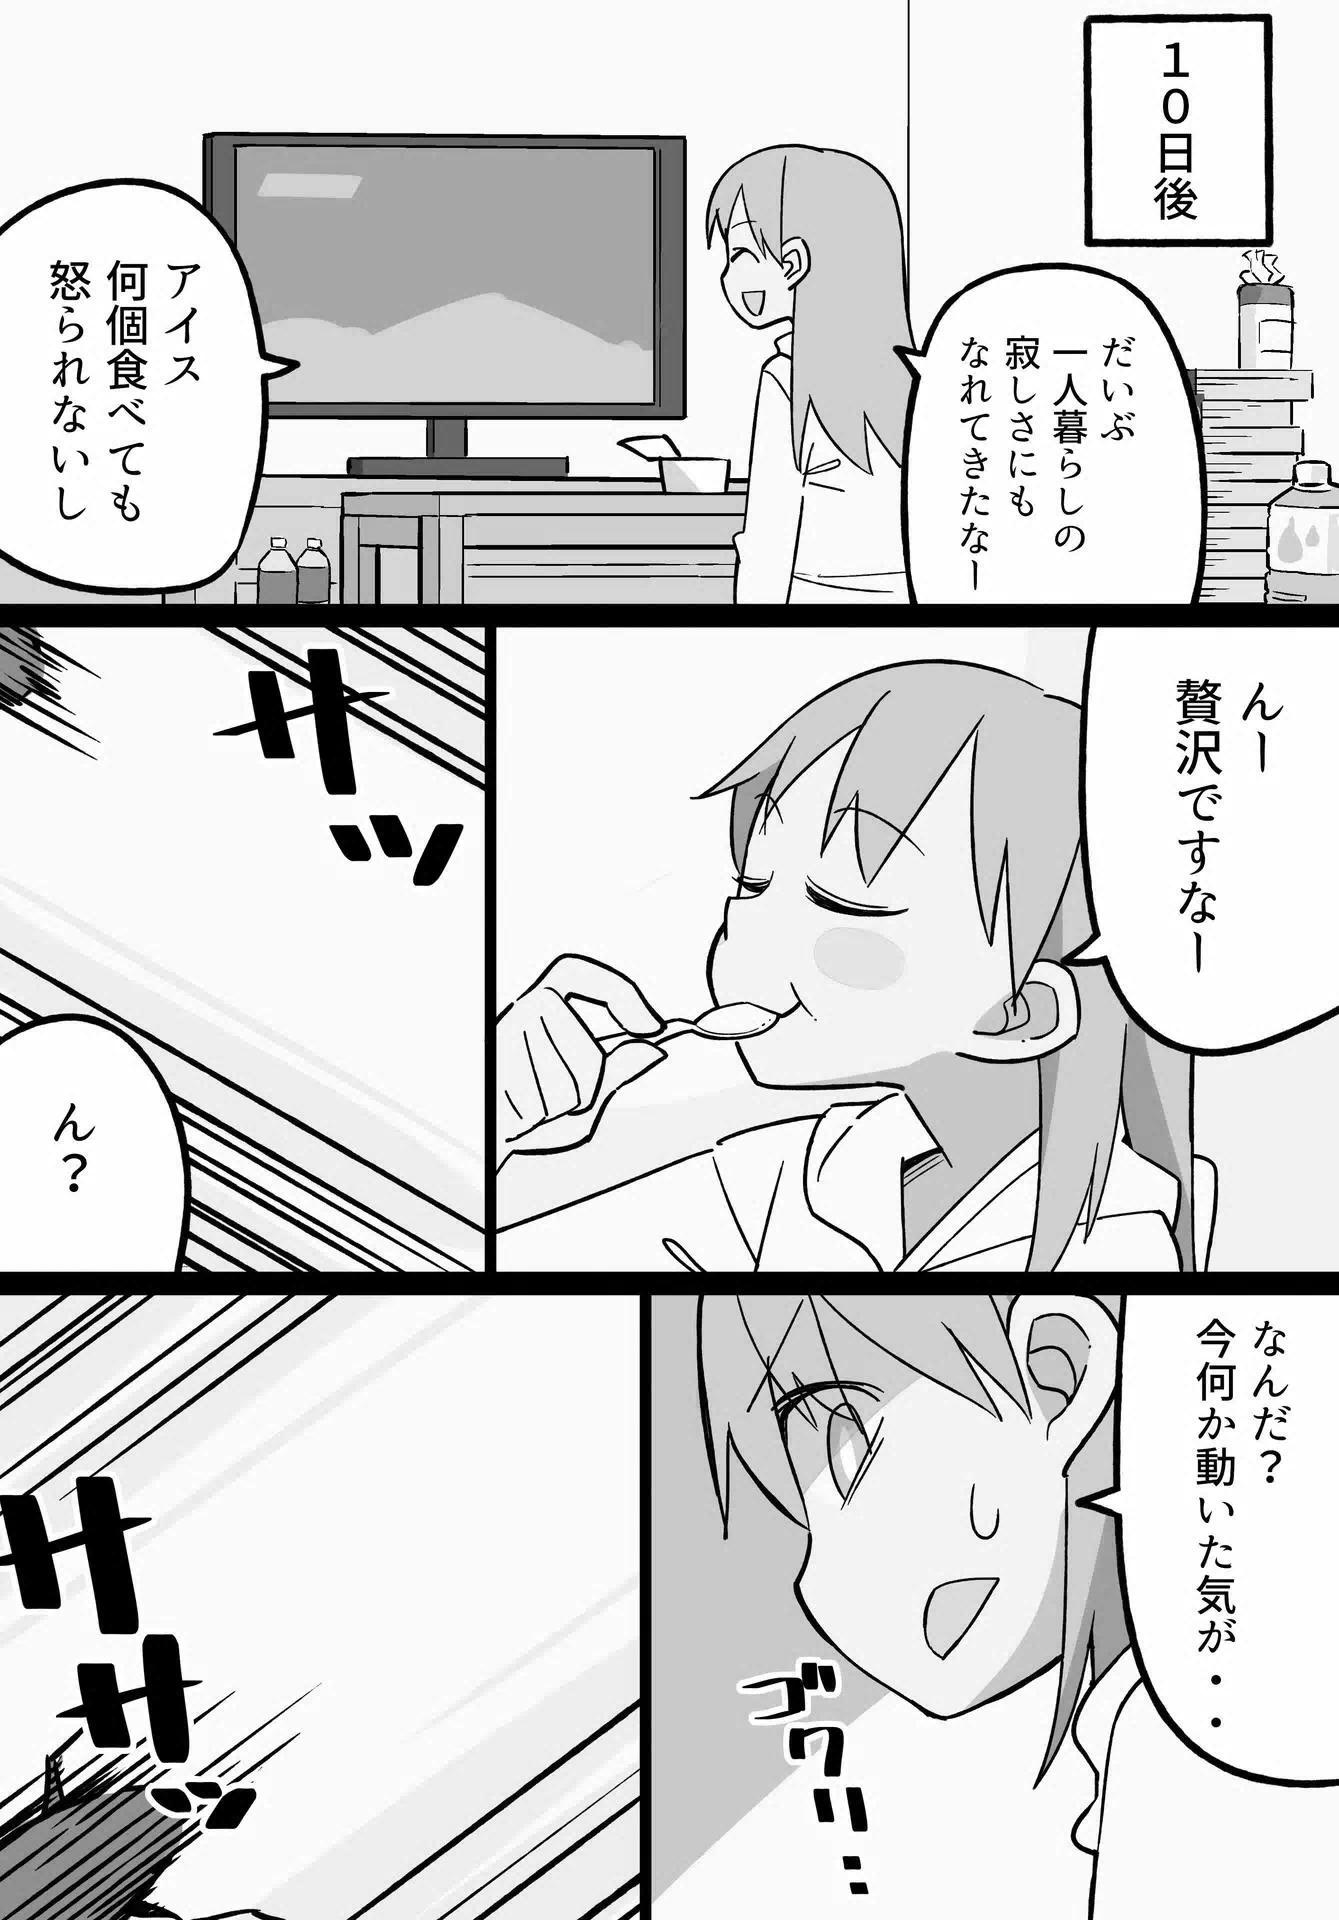 １０日後
だいぶ
一人暮らしの
寂しさにも
なれてきたなー
アイス
何個食べても
怒られないし
んー
贅沢ですなー
サッ
ん？
なんだ？
今何か動いた気が・・
ゴクリ・・
サササッ